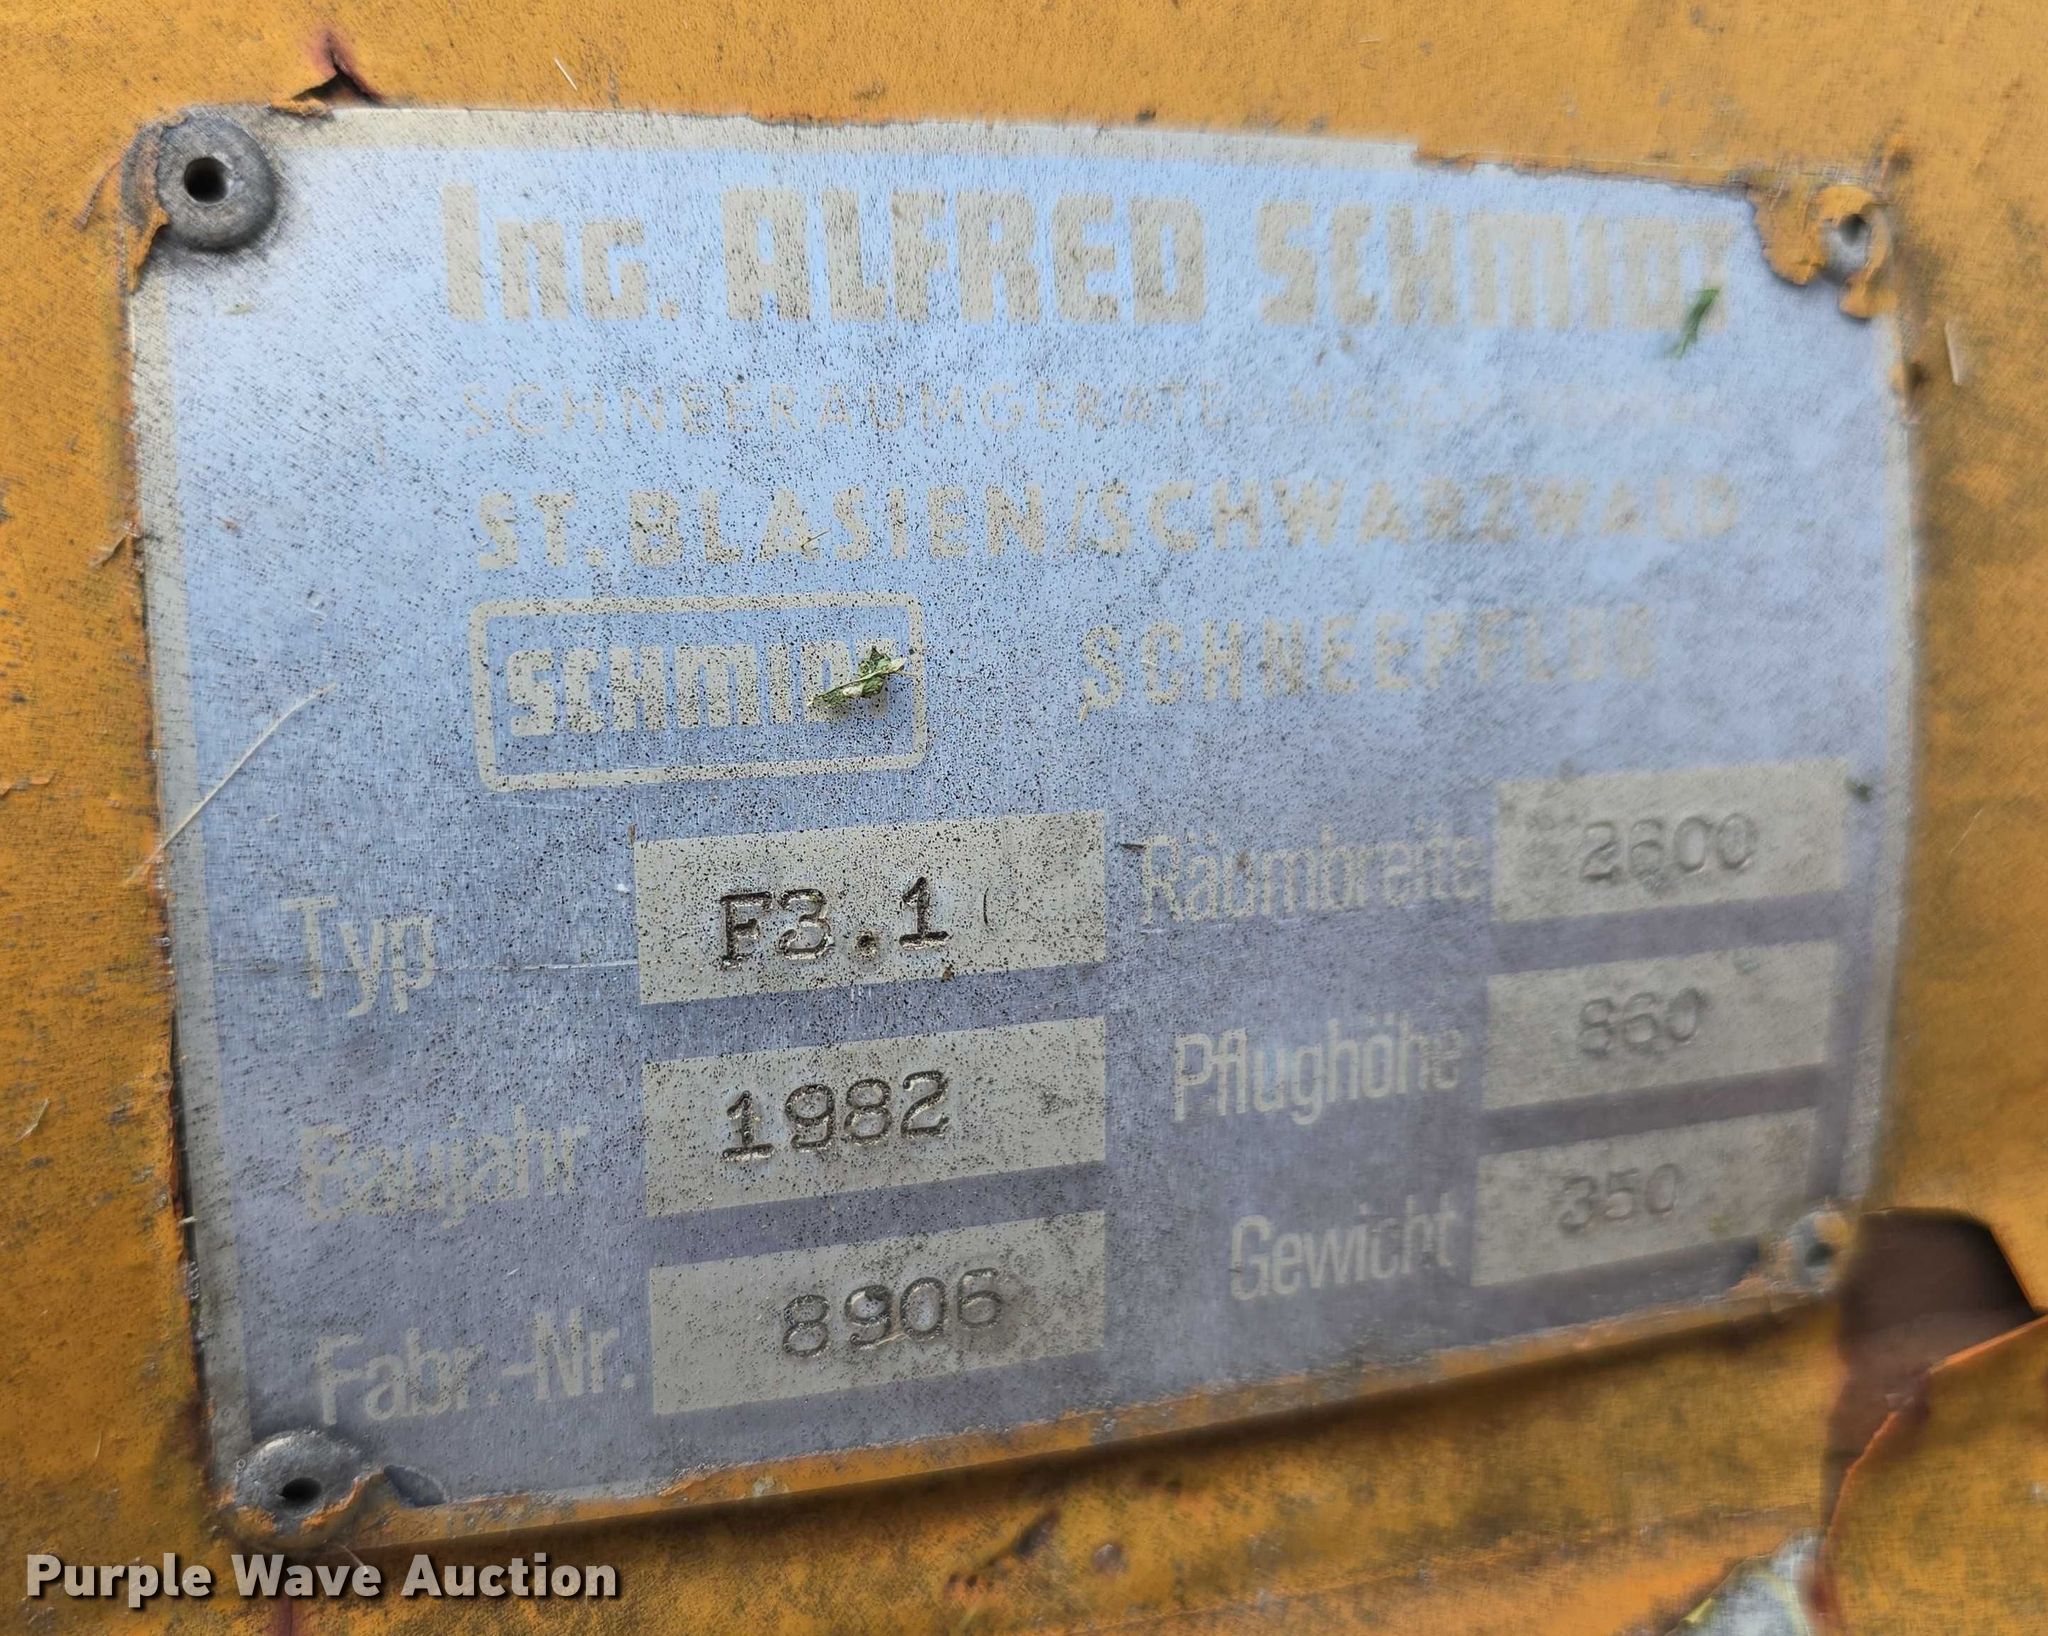 Ing. ALFRED SCHMIDT
SCHNEERÄUMGERÄTE-
ST. BLASIEN/SCHWARZWALD
SCHMIDT SCHNEEPFLUG
Typ F3.1 Räumbreite 2600
Baujahr 1982 Pflughöhe 860
Fabr.-Nr. 8906 Gewicht 350
Purple Wave Auction